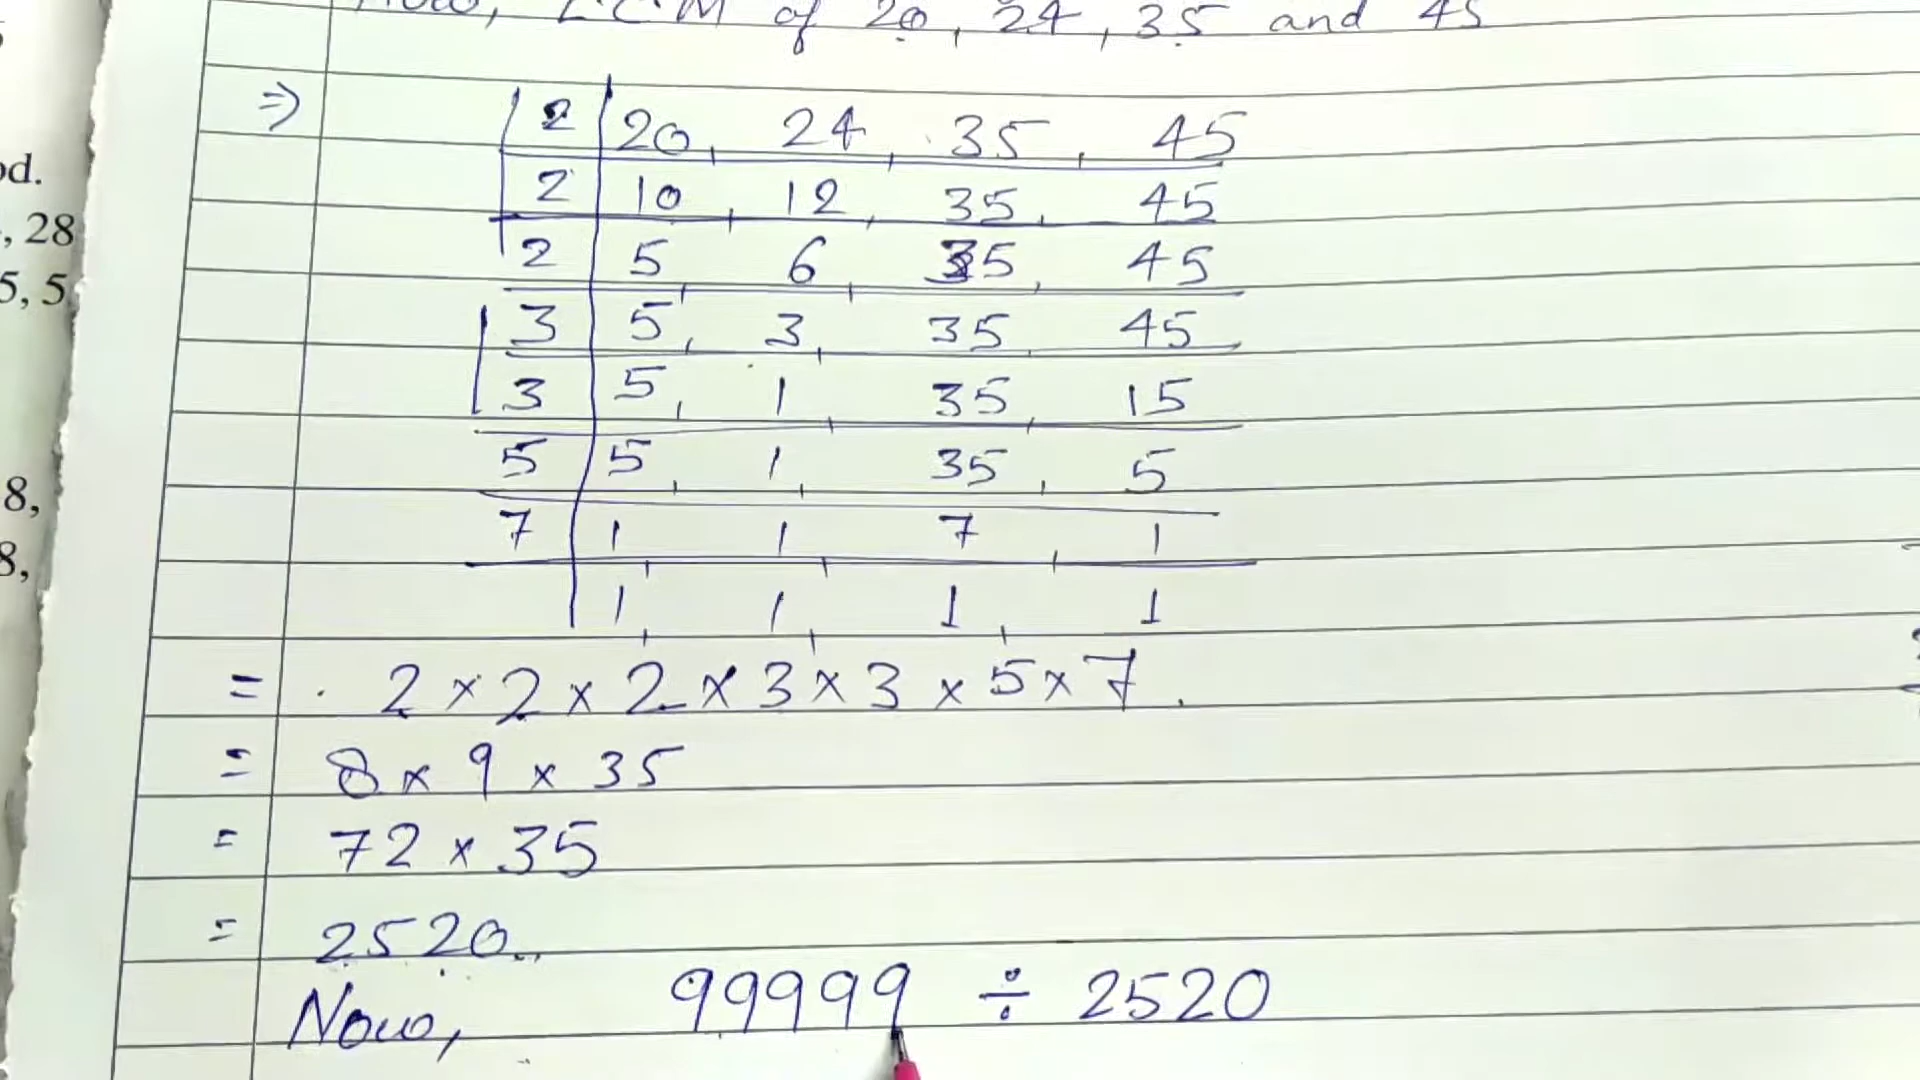 Now, L.C.M of 20, 24, 35 and 45
od.
, 28
5, 5
8,
8,
⇒ 2 | 20, 24, 35, 45
2 | 10, 12, 35, 45
2 | 5, 6, 35, 45
3 | 5, 3, 35, 45
3 | 5, 1, 35, 15
5 | 5, 1, 35, 5
7 | 1, 1, 7, 1
1, 1, 1, 1
= 2 × 2 × 2 × 3 × 3 × 5 × 7
= 8 × 9 × 35
= 72 × 35
= 2520
Now, 99999 ÷ 2520